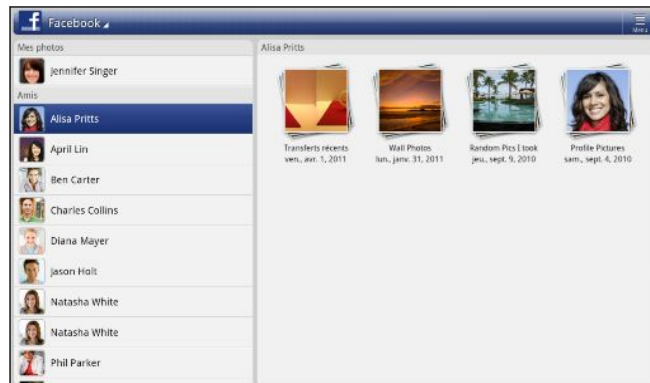 f Facebook
Menu
Mes photos
Jennifer Singer
Amis
Alisa Pritts
April Lin
Ben Carter
Charles Collins
Diana Mayer
Jason Holt
Natasha White
Natasha White
Phil Parker
Alisa Pritts
Transferts récents
ven., avr. 1, 2011
Wall Photos
lun., janv. 31, 2011
Random Pics I took
jeu., sept. 9, 2010
Profile Pictures
sam., sept. 4, 2010